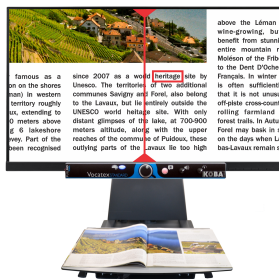 famous as a
on on the shores
man) in western
territory roughly
ux, extending to
0 meters above
g 6 lakeshore
vey. Part of the
been recognised
since 2007 as a world heritage site by
Unesco. The territories of two additional
communes Savigny and Forel, also belong
to the Lavaux, but lie entirely outside the
UNESCO world heitage site. With only
distant glimpses of the lake, at 700-900
meters altitude, along with the upper
reaches of the commune of Puidoux, these
outlying parts of the Lavaux lie too high
above the Léman
wine-growing, bu
benefit from stunni
entire mountain r
Moléson of the Frib
to the Dent d'Oche
Français. In winter
is often sufficient
that it is not unusu
off-piste cross-count
rolling farmland
forest trails. In Autu
Forel may bask in s
on the days when L
bas-Lavaux remain s
Vocatex
KOBA